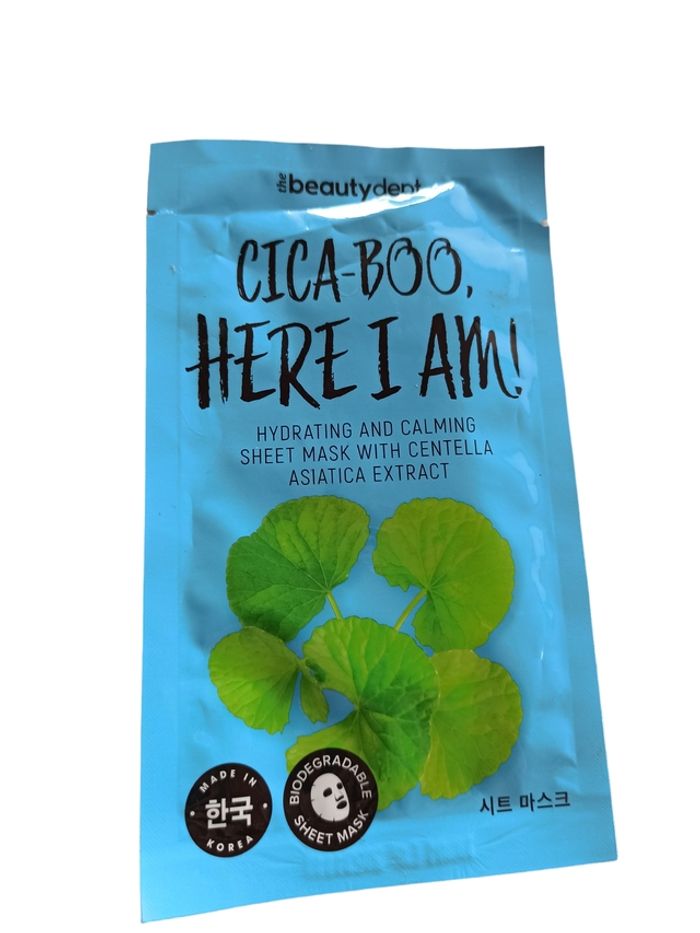 the beautydept
CICA-BOO,
HERE I AM!
HYDRATING AND CALMING
SHEET MASK WITH CENTELLA
ASIATICA EXTRACT
MADE IN
한국
KOREA
BIODEGRADABLE
SHEET MASK
시트 마스크